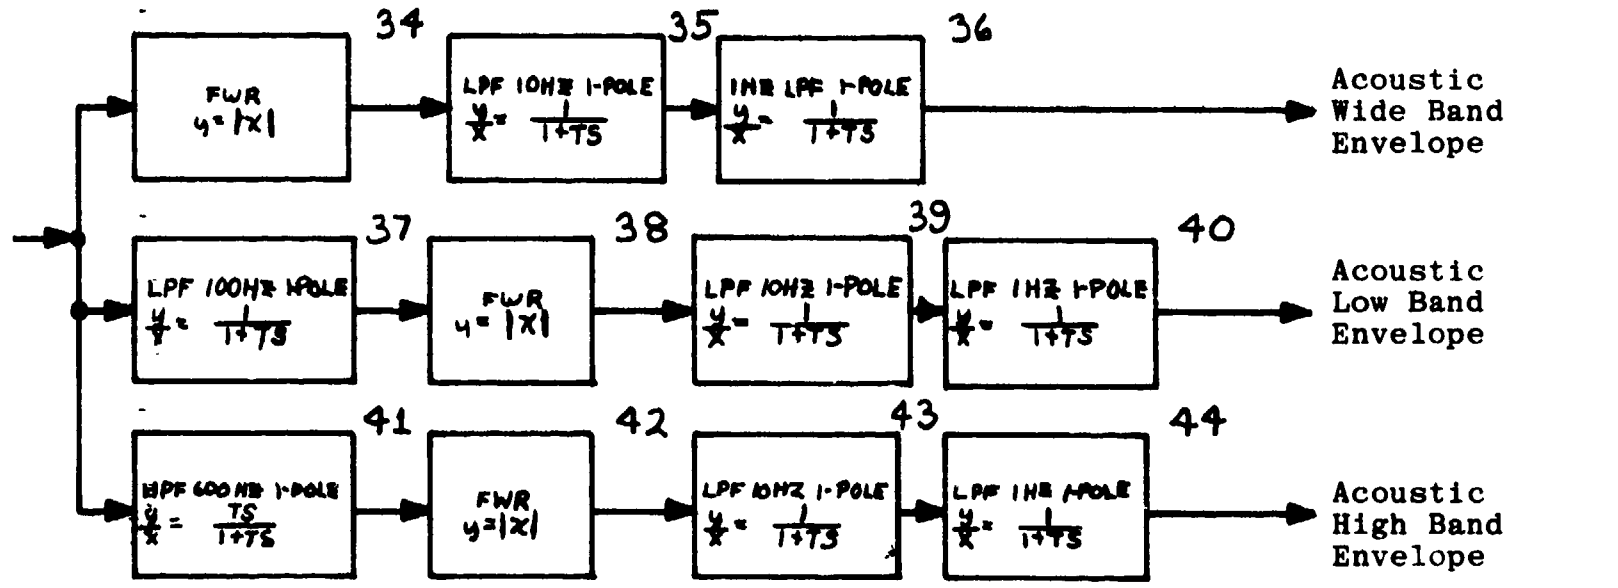 34
FWR
y = |x|
35
LPF 10HZ 1-POLE
y/x = 1/1+TS
36
1HZ LPF 1-POLE
y/x = 1/1+TS
Acoustic
Wide Band
Envelope
37
LPF 100HZ 1-POLE
y/x = 1/1+TS
38
FWR
y = |x|
39
LPF 10HZ 1-POLE
y/x = 1/1+TS
40
LPF 1HZ 1-POLE
y/x = 1/1+TS
Acoustic
Low Band
Envelope
41
HPF 600HZ 1-POLE
y/x = TS/1+TS
42
FWR
y=|x|
43
LPF 10HZ 1-POLE
y/x = 1/1+TS
44
LPF 1HZ 1-POLE
y/x = 1/1+TS
Acoustic
High Band
Envelope